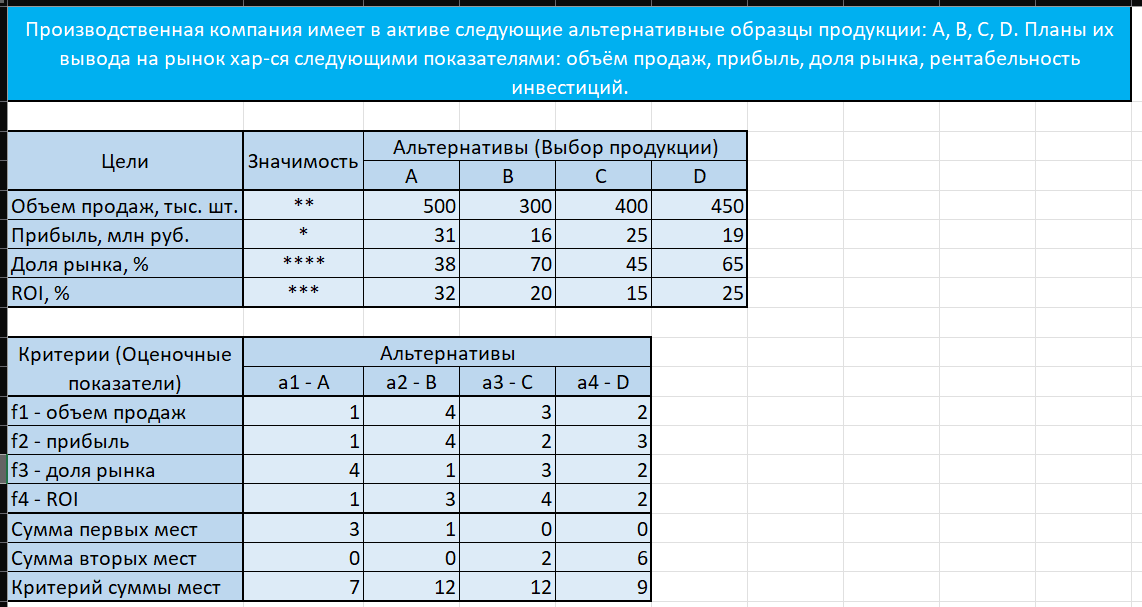 Производственная компания имеет в активе следующие альтернативные образцы продукции: A, B, C, D. Планы их
вывода на рынок хар-ся следующими показателями: объём продаж, прибыль, доля рынка, рентабельность
инвестиций.
Цели Значимость Альтернативы (Выбор продукции)
A B C D
Объем продаж, тыс. шт. ** 500 300 400 450
Прибыль, млн руб. * 31 16 25 19
Доля рынка, % **** 38 70 45 65
ROI, % *** 32 20 15 25
Критерии (Оценочные
показатели)
Альтернативы
a1 - A a2 - B a3 - C a4 - D
f1 - объем продаж 1 4 3 2
f2 - прибыль 1 4 2 3
f3 - доля рынка 4 1 3 2
f4 - ROI 1 3 4 2
Сумма первых мест 3 1 0 0
Сумма вторых мест 0 0 2 6
Критерий суммы мест 7 12 12 9